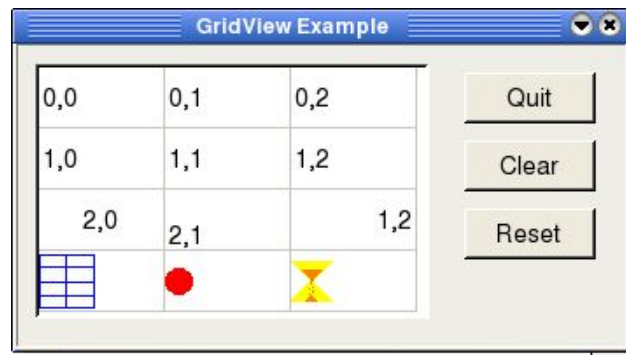 GridView Example
0,0 0,1 0,2
Quit
1,0 1,1 1,2
Clear
2,0 2,1 1,2
Reset